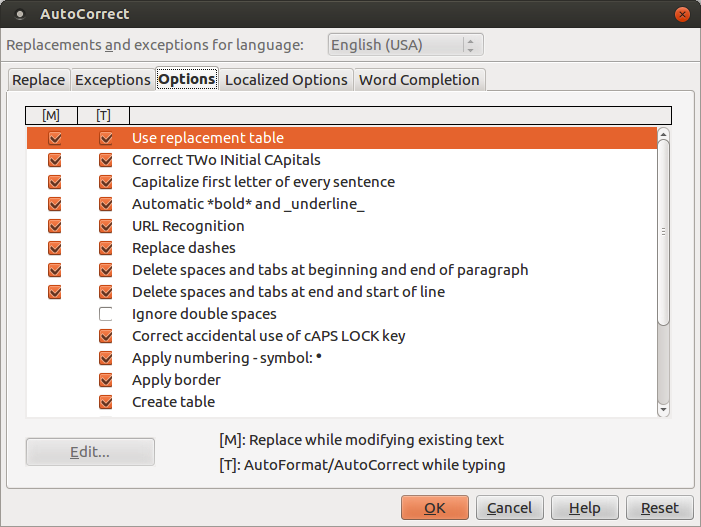 AutoCorrect
Replacements and exceptions for language: English (USA)
Replace Exceptions Options Localized Options Word Completion
[M] [T]
Use replacement table
Correct TWo INitial CApitals
Capitalize first letter of every sentence
Automatic *bold* and _underline_
URL Recognition
Replace dashes
Delete spaces and tabs at beginning and end of paragraph
Delete spaces and tabs at end and start of line
Ignore double spaces
Correct accidental use of cAPS LOCK key
Apply numbering - symbol: •
Apply border
Create table
Edit...
[M]: Replace while modifying existing text
[T]: AutoFormat/AutoCorrect while typing
OK Cancel Help Reset